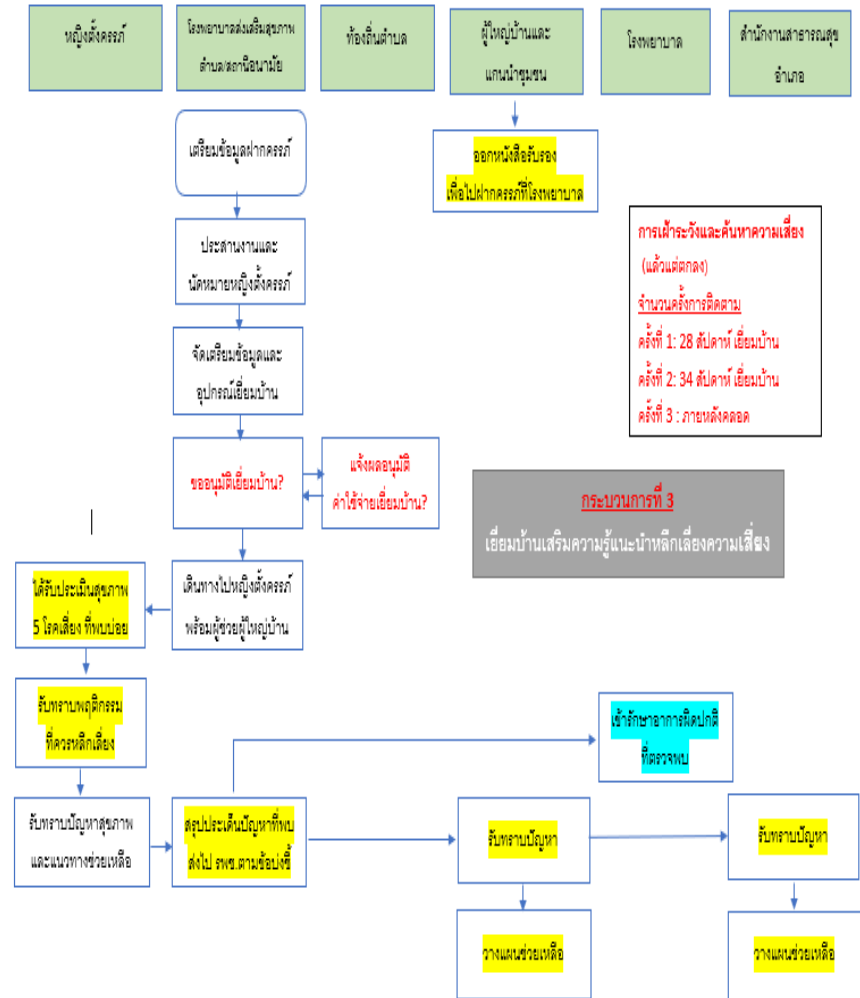 หญิงตั้งครรภ์
โรงพยาบาลส่งเสริมสุขภาพ
ตำบล/สถานีอนามัย
ท้องถิ่นตำบล
ผู้ใหญ่บ้านและ
แกนนำชุมชน
โรงพยาบาล
สำนักงานสาธารณสุข
อำเภอ
เตรียมข้อมูลฝากครรภ์
ออกหนังสือรับรอง
เพื่อไปฝากครรภ์ที่โรงพยาบาล
ประสานงานและ
นัดหมายหญิงตั้งครรภ์
การเฝ้าระวังและค้นหาความเสี่ยง
(แล้วแต่ตกลง)
จำนวนครั้งการติดตาม
ครั้งที่ 1: 28 สัปดาห์ เยี่ยมบ้าน
ครั้งที่ 2: 34 สัปดาห์ เยี่ยมบ้าน
ครั้งที่ 3 : ภายหลังคลอด
จัดเตรียมข้อมูลและ
อุปกรณ์เยี่ยมบ้าน
ขออนุมัติเยี่ยมบ้าน?
แจ้งผลอนุมัติ
ค่าใช้จ่ายเยี่ยมบ้าน?
กระบวนการที่ 3
เยี่ยมบ้านเสริมความรู้แนะนำหลีกเลี่ยงความเสี่ยง
เดินทางไปหญิงตั้งครรภ์
พร้อมผู้ช่วยผู้ใหญ่บ้าน
ได้รับประเมินสุขภาพ
5 โรคเสี่ยง ที่พบบ่อย
รับทราบพฤติกรรม
ที่ควรหลีกเลี่ยง
เข้ารักษาอาการผิดปกติ
ที่ตรวจพบ
รับทราบปัญหาสุขภาพ
และแนวทางช่วยเหลือ
สรุปประเด็นปัญหาที่พบ
ส่งไป รพช.ตามข้อบ่งชี้
รับทราบปัญหา
รับทราบปัญหา
วางแผนช่วยเหลือ
วางแผนช่วยเหลือ